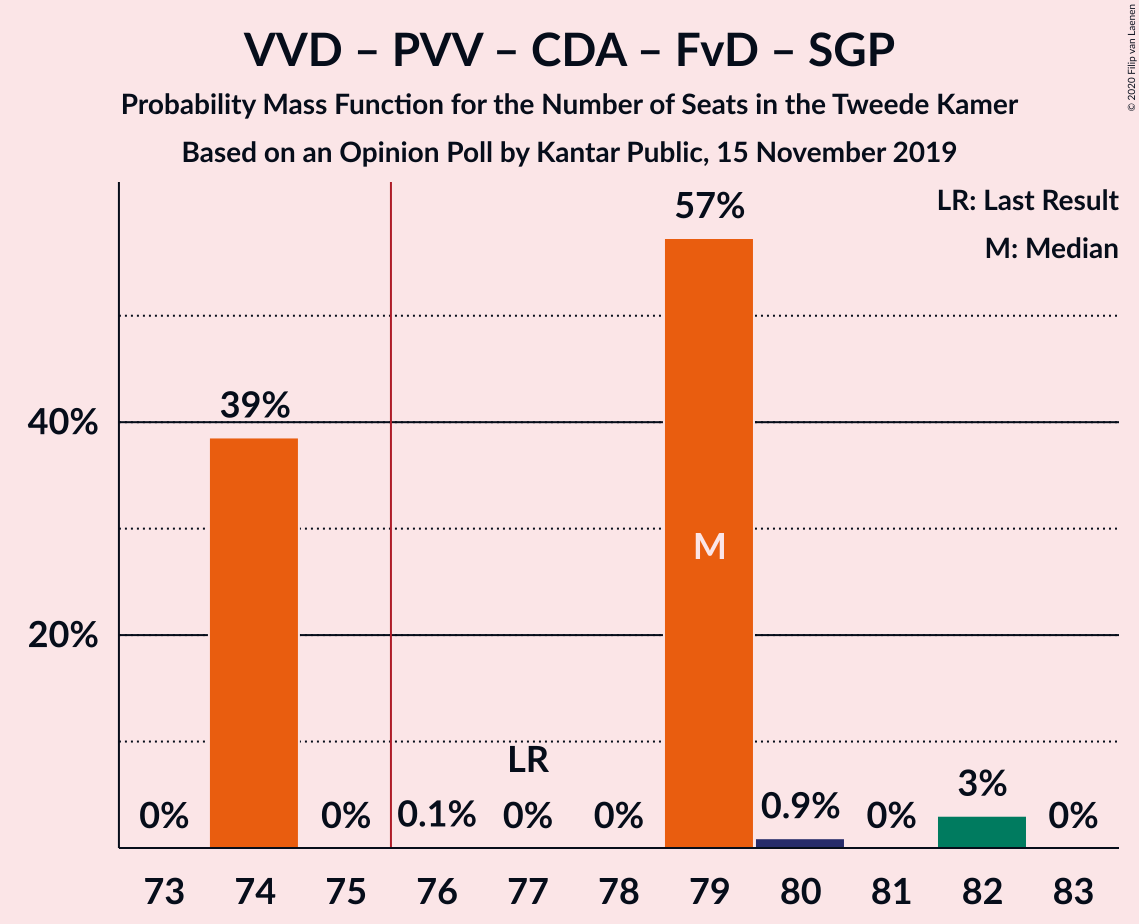 VVD – PVV – CDA – FvD – SGP
Probability Mass Function for the Number of Seats in the Tweede Kamer
Based on an Opinion Poll by Kantar Public, 15 November 2019
© 2020 Filip van Laenen
LR: Last Result
M: Median
57%
39%
40%
M
20%
LR
0%
0%
0.1%
0%
0%
0.9%
0%
3%
0%
73 74 75 76 77 78 79 80 81 82 83